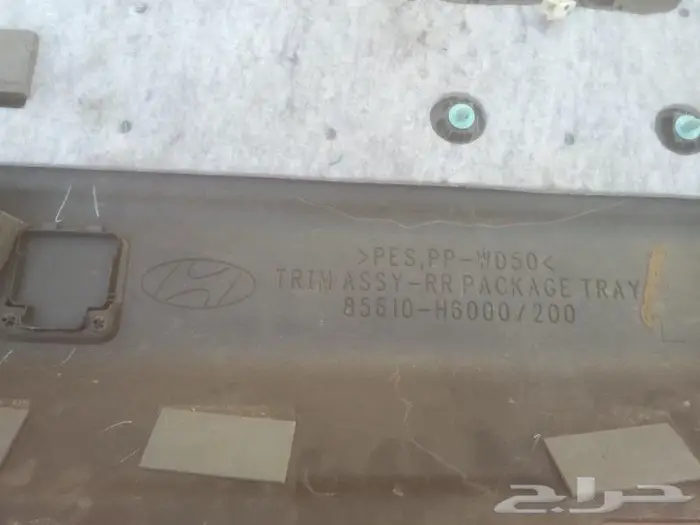 >PES,PP-WD50<
TRIM ASSY-RR PACKAGE TRAY
85610-H6000/200
حراج